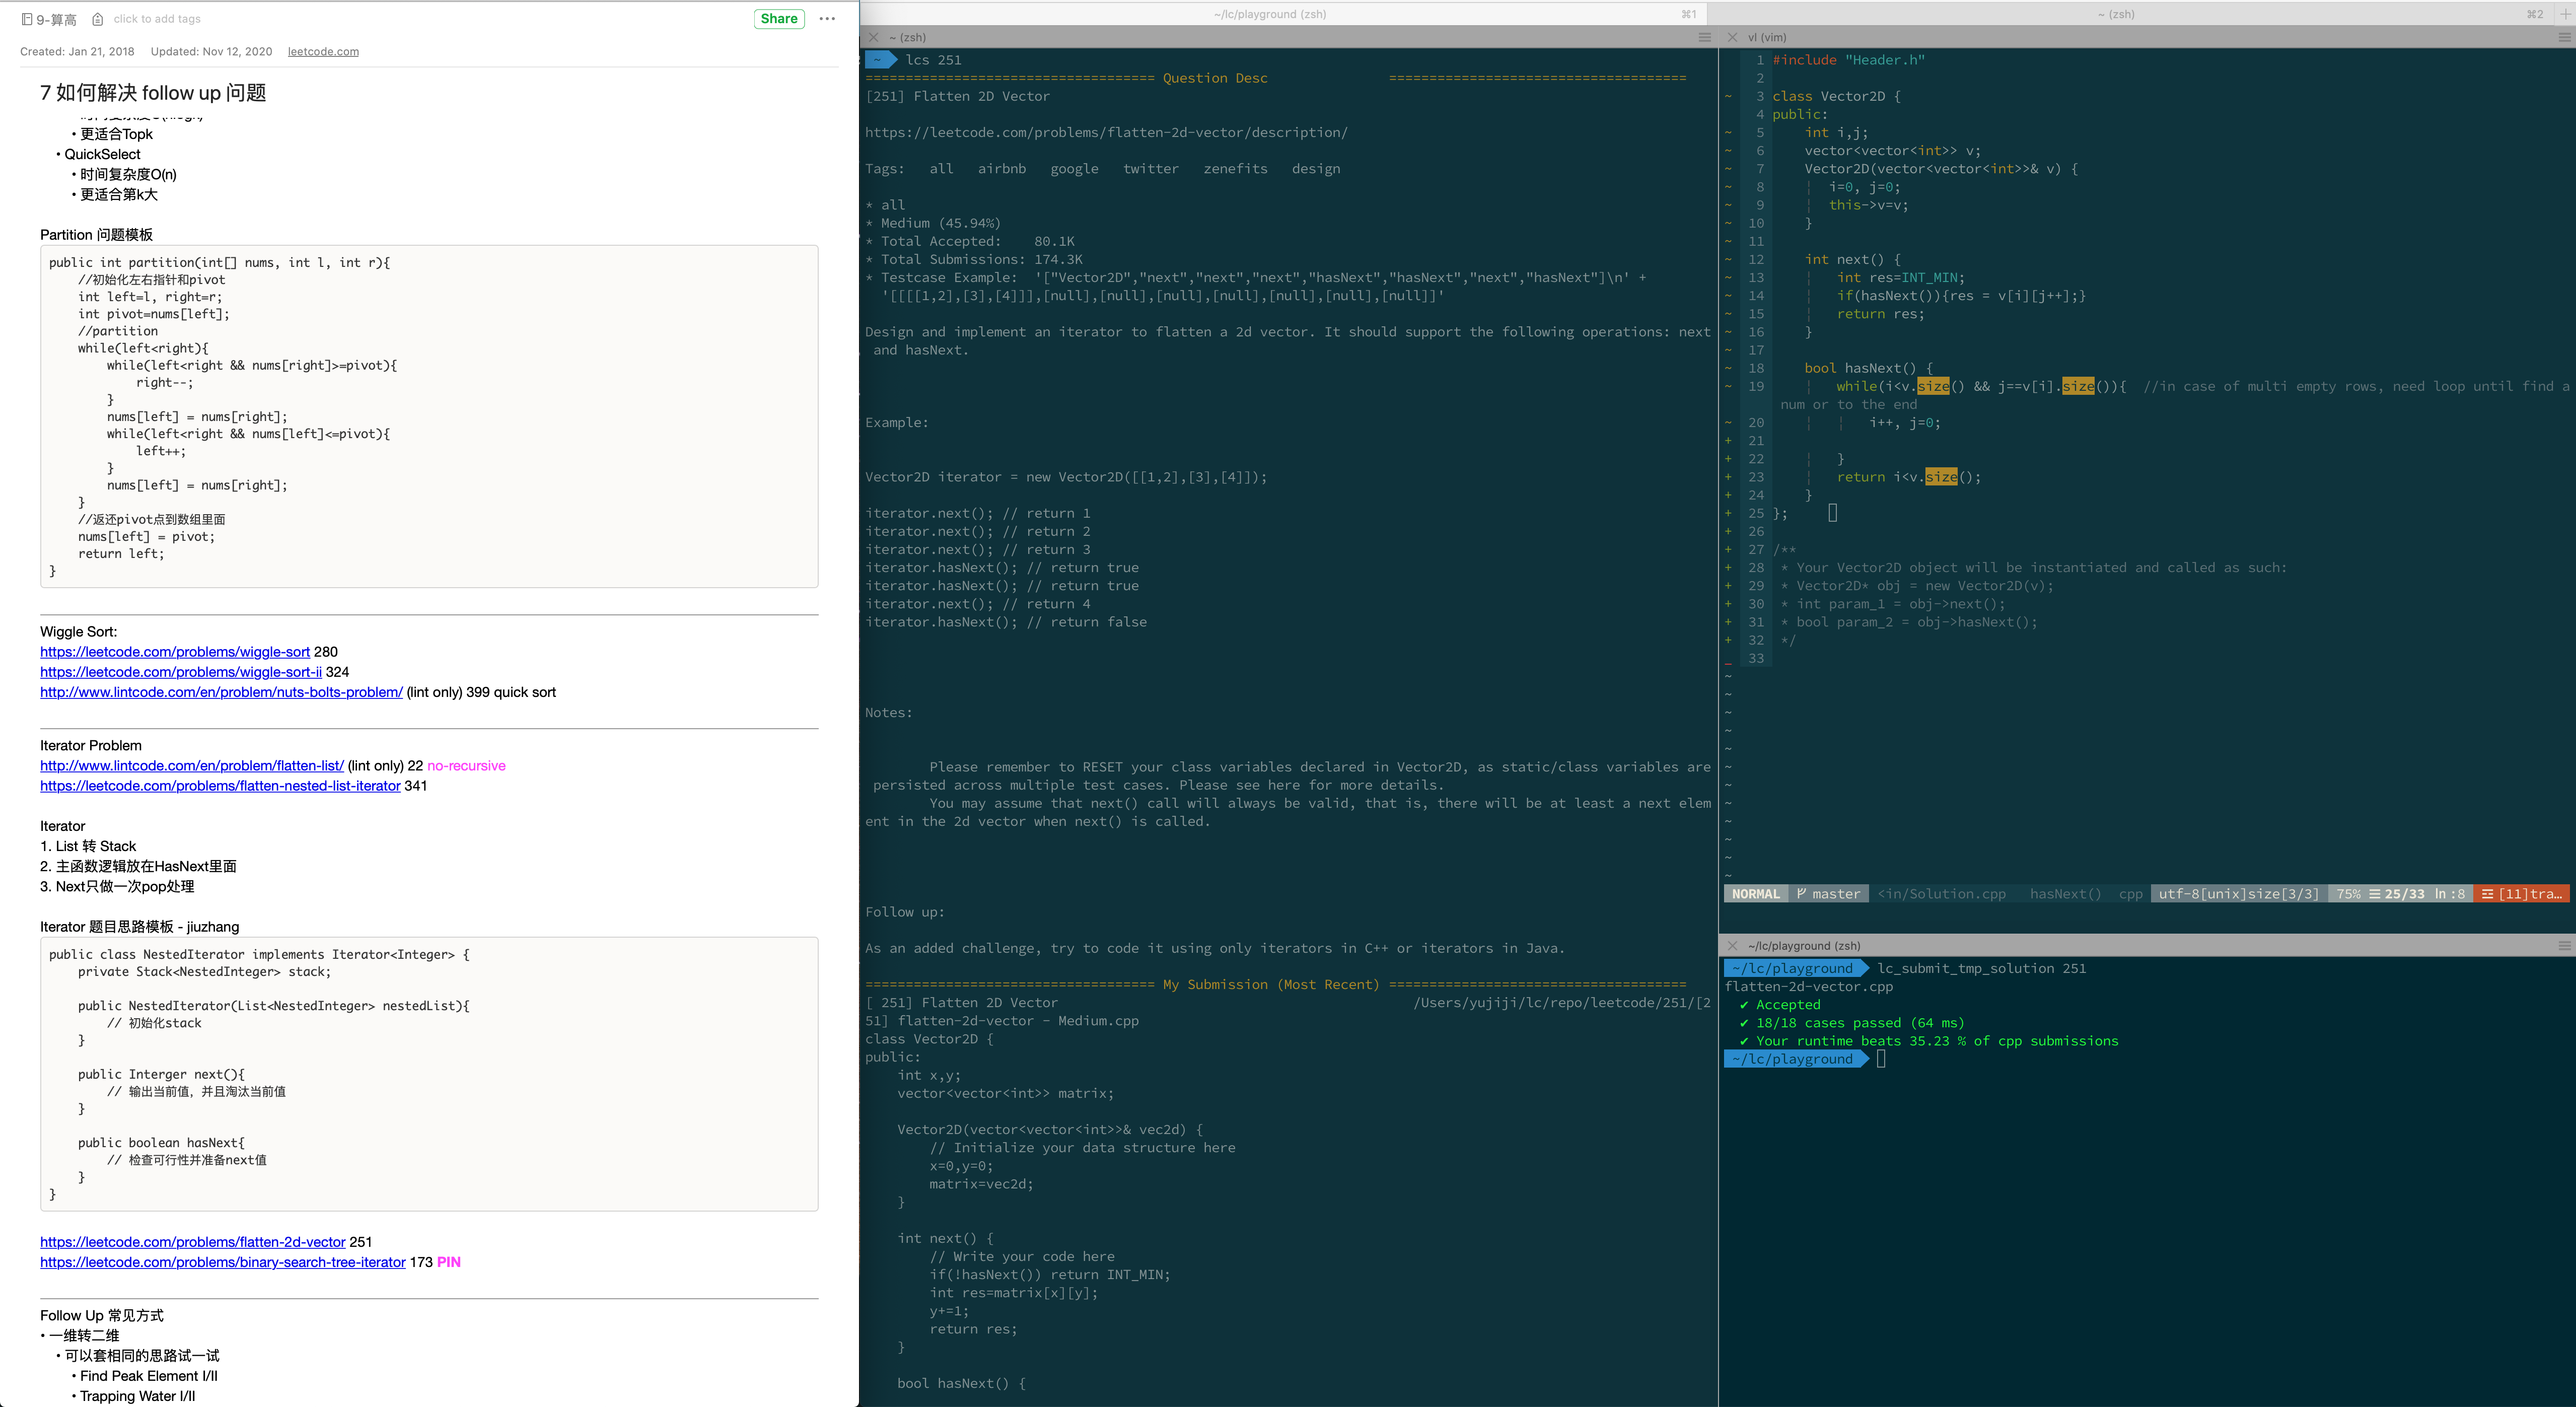 9-算高
click to add tags
Share
Created: Jan 21, 2018 Updated: Nov 12, 2020 leetcode.com
7 如何解决 follow up 问题
• 更适合Topk
• QuickSelect
• 时间复杂度O(n)
• 更适合第k大
Partition 问题模板
public int partition(int[] nums, int l, int r){
//初始化左右指针和pivot
int left=l, right=r;
int pivot=nums[left];
//partition
while(left<right){
while(left<right && nums[right]>=pivot){
right--;
}
nums[left] = nums[right];
while(left<right && nums[left]<=pivot){
left++;
}
nums[left] = nums[right];
}
//返还pivot点到数组里面
nums[left] = pivot;
return left;
}
Wiggle Sort:
https://leetcode.com/problems/wiggle-sort 280
https://leetcode.com/problems/wiggle-sort-ii 324
http://www.lintcode.com/en/problem/nuts-bolts-problem/ (lint only) 399 quick sort
Iterator Problem
http://www.lintcode.com/en/problem/flatten-list/ (lint only) 22 no-recursive
https://leetcode.com/problems/flatten-nested-list-iterator 341
Iterator
1. List 转 Stack
2. 主函数逻辑放在HasNext里面
3. Next只做一次pop处理
Iterator 题目思路模板 - jiuzhang
public class NestedIterator implements Iterator<Integer> {
private Stack<NestedInteger> stack;
public NestedIterator(List<NestedInteger> nestedList){
// 初始化stack
}
public Interger next(){
// 输出当前值，并且淘汰当前值
}
public boolean hasNext{
// 检查可行性并准备next值
}
}
https://leetcode.com/problems/flatten-2d-vector 251
https://leetcode.com/problems/binary-search-tree-iterator 173 PIN
Follow Up 常见方式
• 一维转二维
• 可以套相同的思路试一试
• Find Peak Element I/II
• Trapping Water I/II
~/lc/playground (zsh) ⌘1
~ (zsh)
~ lcs 251
=================================== Question Desc =====================================
[251] Flatten 2D Vector
https://leetcode.com/problems/flatten-2d-vector/description/
Tags: all airbnb google twitter zenefits design
* all
* Medium (45.94%)
* Total Accepted: 80.1K
* Total Submissions: 174.3K
* Testcase Example: '["Vector2D","next","next","next","hasNext","hasNext","next","hasNext"]\n' +
'[[[[1,2],[3],[4]]],[null],[null],[null],[null],[null],[null],[null]]'
Design and implement an iterator to flatten a 2d vector. It should support the following operations: next
and hasNext.
Example:
Vector2D iterator = new Vector2D([[1,2],[3],[4]]);
iterator.next(); // return 1
iterator.next(); // return 2
iterator.next(); // return 3
iterator.hasNext(); // return true
iterator.hasNext(); // return true
iterator.next(); // return 4
iterator.hasNext(); // return false
Notes:
Please remember to RESET your class variables declared in Vector2D, as static/class variables are
persisted across multiple test cases. Please see here for more details.
You may assume that next() call will always be valid, that is, there will be at least a next elem
ent in the 2d vector when next() is called.
Follow up:
As an added challenge, try to code it using only iterators in C++ or iterators in Java.
=================================== My Submission (Most Recent) =====================================
[ 251] Flatten 2D Vector /Users/yujiji/lc/repo/leetcode/251/[2
51] flatten-2d-vector - Medium.cpp
class Vector2D {
public:
int x,y;
vector<vector<int>> matrix;
Vector2D(vector<vector<int>>& vec2d) {
// Initialize your data structure here
x=0,y=0;
matrix=vec2d;
}
int next() {
// Write your code here
if(!hasNext()) return INT_MIN;
int res=matrix[x][y];
y+=1;
return res;
}
bool hasNext() {
~ (zsh) ⌘2
vl (vim)
1 #include "Header.h"
2
~ 3 class Vector2D {
4 public:
~ 5 int i,j;
~ 6 vector<vector<int>> v;
~ 7 Vector2D(vector<vector<int>>& v) {
~ 8 i=0, j=0;
~ 9 this->v=v;
~ 10 }
~ 11
~ 12 int next() {
~ 13 int res=INT_MIN;
~ 14 if(hasNext()){res = v[i][j++];}
~ 15 return res;
~ 16 }
~ 17
~ 18 bool hasNext() {
~ 19 while(i<v.size() && j==v[i].size()){ //in case of multi empty rows, need loop until find a
num or to the end
~ 20 i++, j=0;
+ 21
+ 22 }
+ 23 return i<v.size();
+ 24 }
+ 25 };
+ 26
+ 27 /**
+ 28 * Your Vector2D object will be instantiated and called as such:
+ 29 * Vector2D* obj = new Vector2D(v);
+ 30 * int param_1 = obj->next();
+ 31 * bool param_2 = obj->hasNext();
+ 32 */
_ 33
NORMAL master <in/Solution.cpp hasNext() cpp utf-8[unix]size[3/3] 75% ☰ 25/33 ln :8 [11]tra…
~/lc/playground (zsh)
~/lc/playground lc_submit_tmp_solution 251
flatten-2d-vector.cpp
✔ Accepted
✔ 18/18 cases passed (64 ms)
✔ Your runtime beats 35.23 % of cpp submissions
~/lc/playground